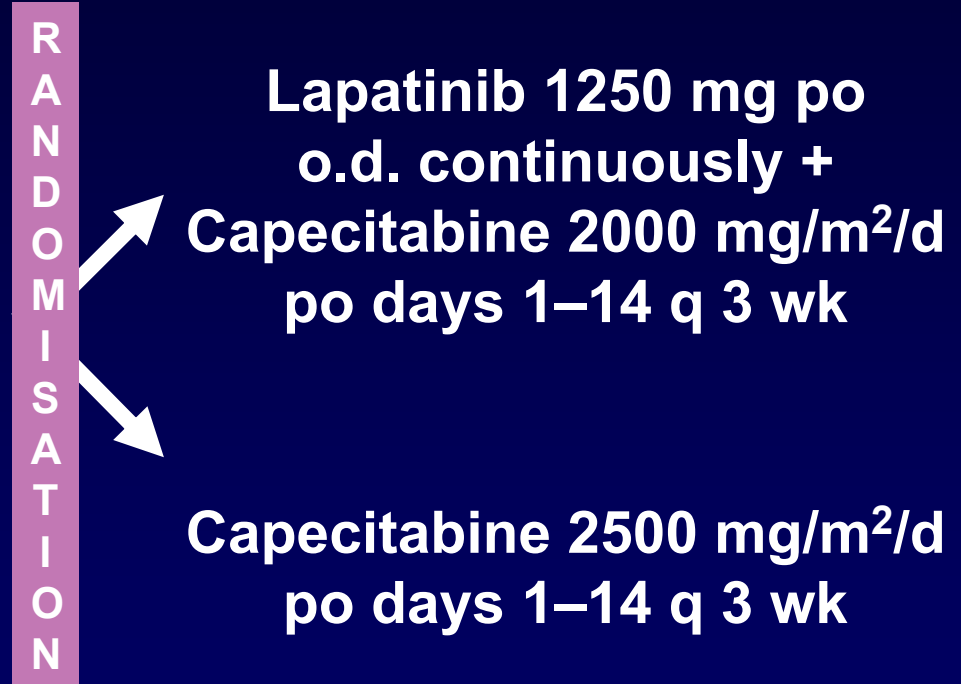 RANDOMISATION
Lapatinib 1250 mg po
o.d. continuously +
Capecitabine 2000 mg/m²/d
po days 1–14 q 3 wk
Capecitabine 2500 mg/m²/d
po days 1–14 q 3 wk